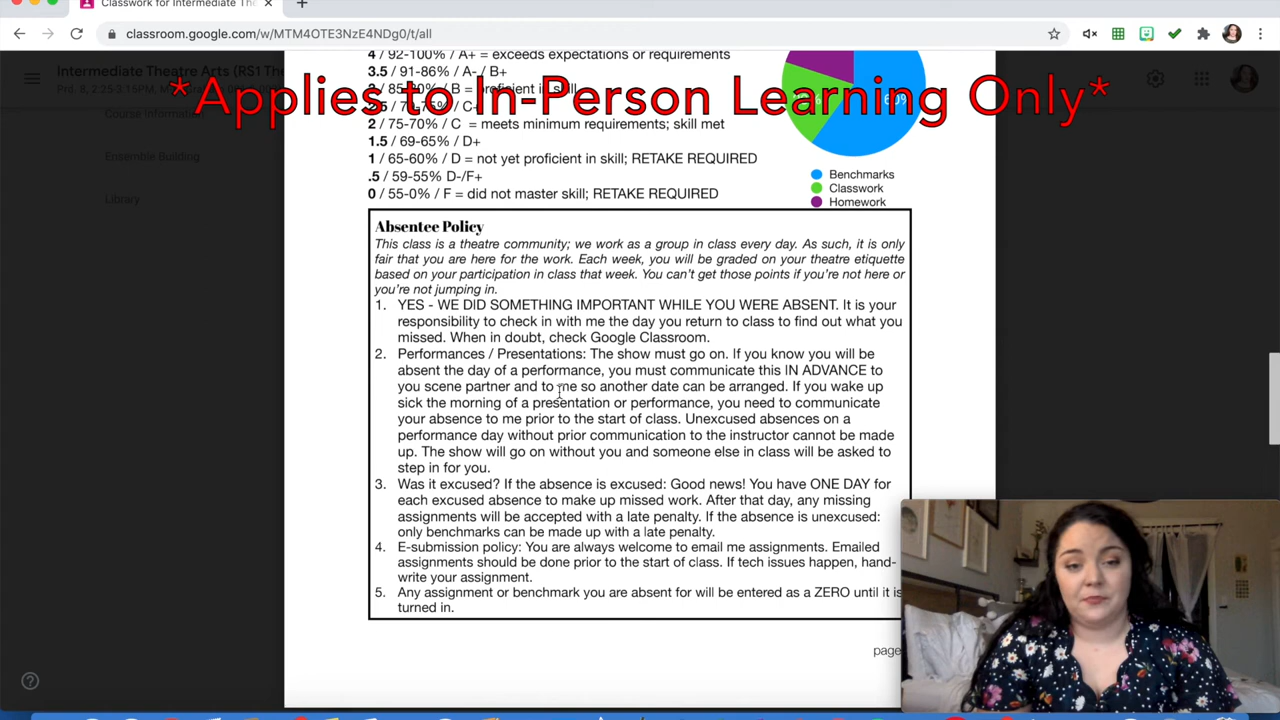 Classwork for Intermediate The
classroom.google.com/w/MTM4OTE3NzE4NDg0/t/all
4 / 92-100% / A+ = exceeds expectations or requirements
3.5 / 91-86% / A- / B+
Intermediate Theatre Arts (RS1 The
*Applies to In-Person Learning Only*
Course Information
2 / 75-70% / C = meets minimum requirements; skill met
1.5 / 69-65% / D+
Ensemble Building
1 / 65-60% / D = not yet proficient in skill; RETAKE REQUIRED
.5 / 59-55% D-/F+
0 / 55-0% / F = did not master skill; RETAKE REQUIRED
Benchmarks
Classwork
Homework
Library
Absentee Policy
This class is a theatre community; we work as a group in class every day. As such, it is only
fair that you are here for the work. Each week, you will be graded on your theatre etiquette
based on your participation in class that week. You can't get those points if you're not here or
you're not jumping in.
1. YES - WE DID SOMETHING IMPORTANT WHILE YOU WERE ABSENT. It is your
responsibility to check in with me the day you return to class to find out what you
missed. When in doubt, check Google Classroom.
2. Performances / Presentations: The show must go on. If you know you will be
absent the day of a performance, you must communicate this IN ADVANCE to
you scene partner and to me so another date can be arranged. If you wake up
sick the morning of a presentation or performance, you need to communicate
your absence to me prior to the start of class. Unexcused absences on a
performance day without prior communication to the instructor cannot be made
up. The show will go on without you and someone else in class will be asked to
step in for you.
3. Was it excused? If the absence is excused: Good news! You have ONE DAY for
each excused absence to make up missed work. After that day, any missing
assignments will be accepted with a late penalty. If the absence is unexcused:
only benchmarks can be made up with a late penalty.
4. E-submission policy: You are always welcome to email me assignments. Emailed
assignments should be done prior to the start of class. If tech issues happen, hand-
write your assignment.
5. Any assignment or benchmark you are absent for will be entered as a ZERO until it is
turned in.
page